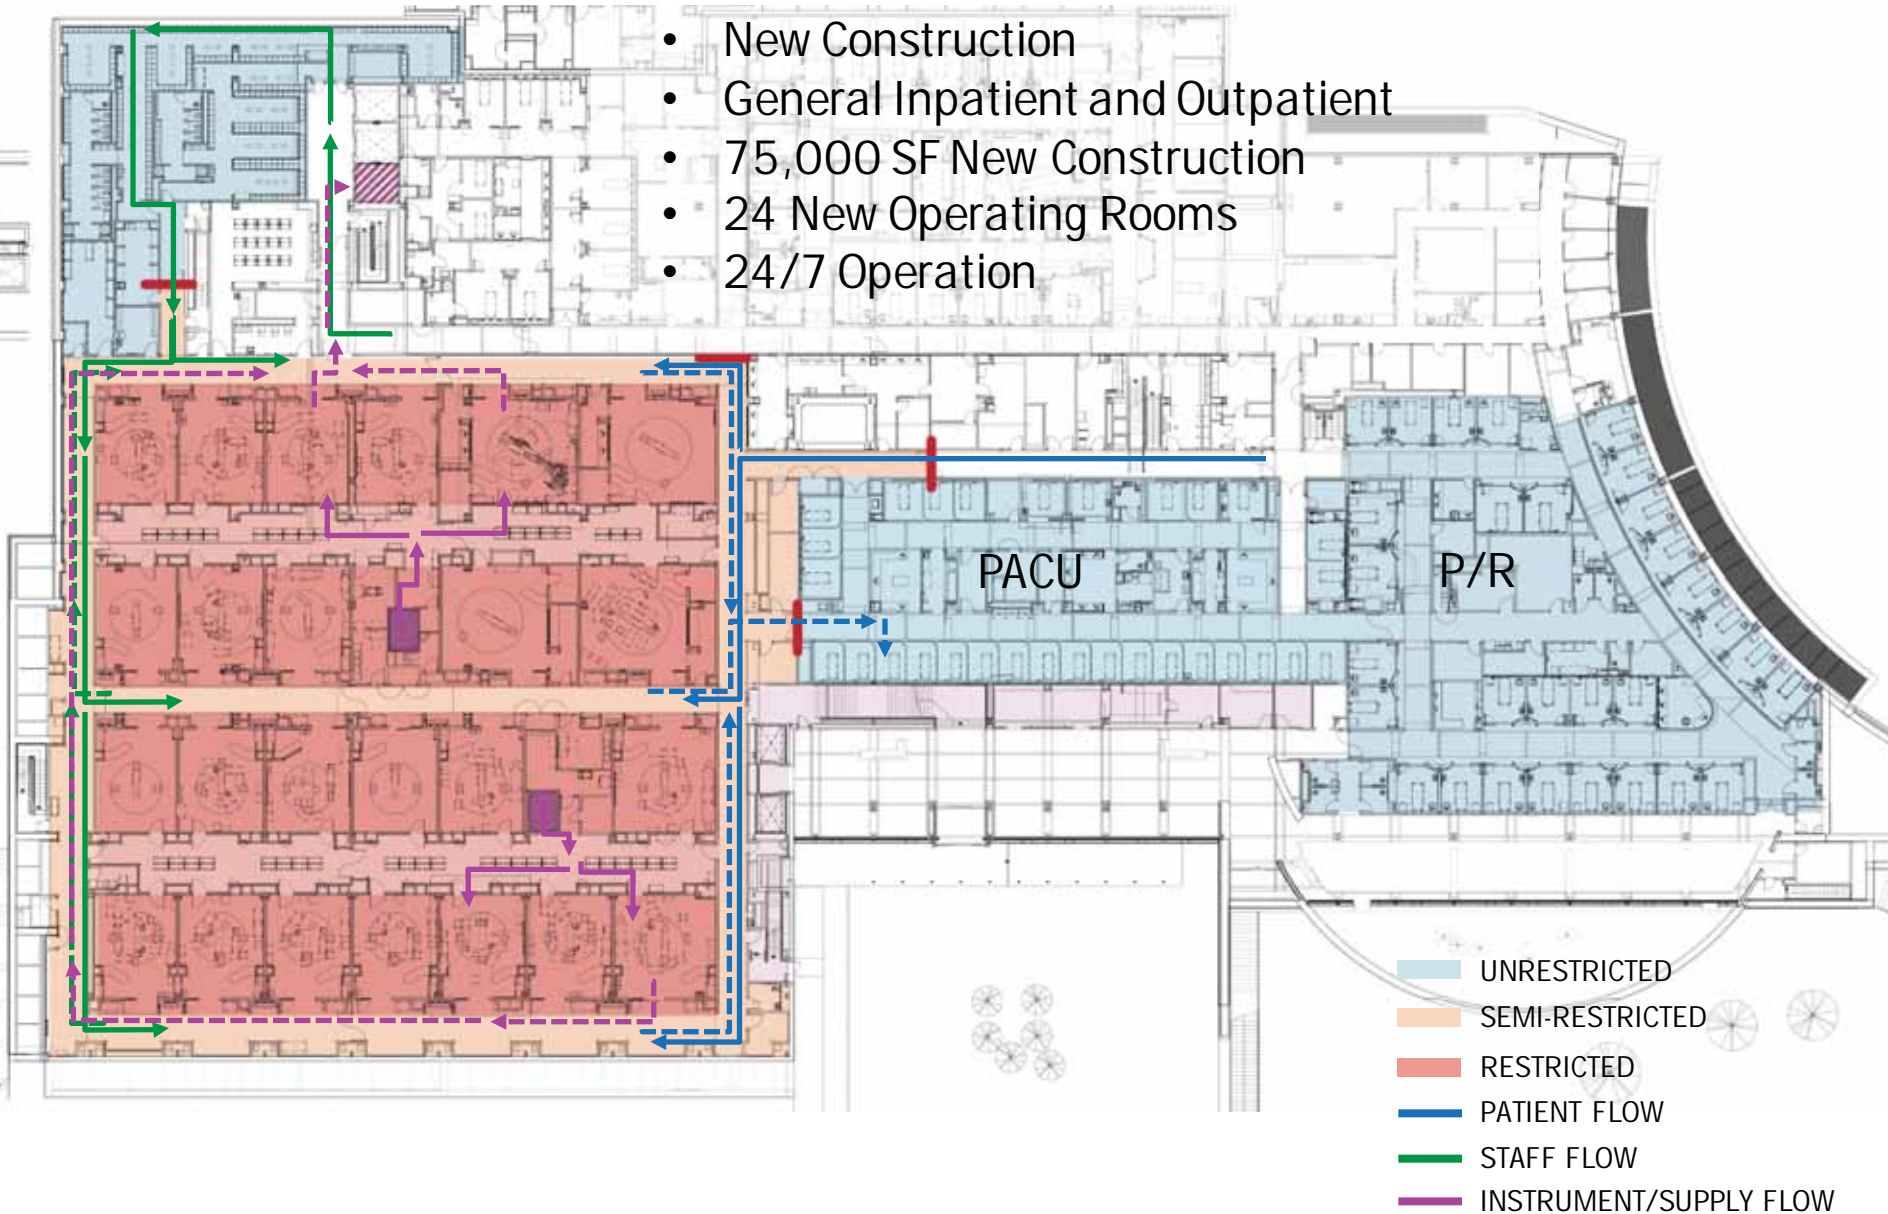 • New Construction
• General Inpatient and Outpatient
• 75,000 SF New Construction
• 24 New Operating Rooms
• 24/7 Operation
PACU
P/R
UNRESTRICTED
SEMI-RESTRICTED
RESTRICTED
PATIENT FLOW
STAFF FLOW
INSTRUMENT/SUPPLY FLOW